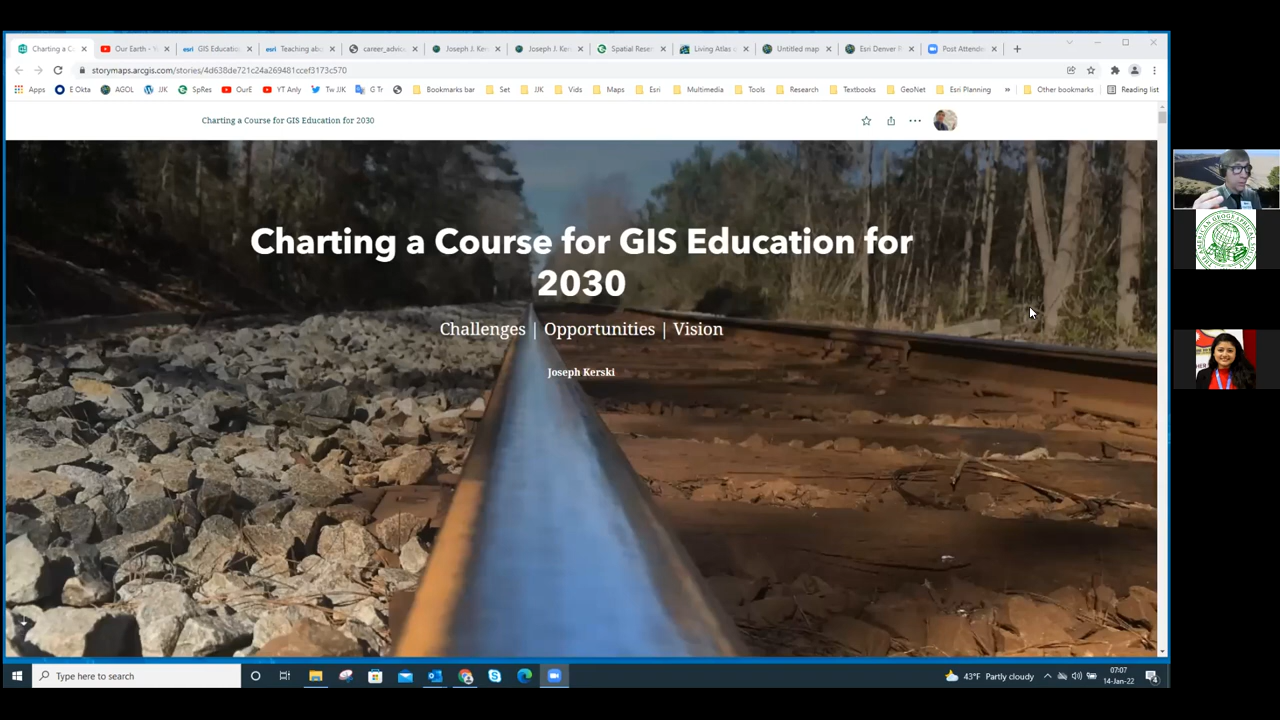 Charting a C
Our Earth - Y
esri GIS Educatio
esri Teaching abo
career_advic
Joseph J. Ker
Joseph J. Ker
Spatial Rese
Living Atlas o
Untitled map
Esri Denver R
Post Attende
storymaps.arcgis.com/stories/4d638de721c24a269481ccef3173c570
Apps E Okta AGOL JJK SpRes OurE YT Anly Tw JJK G Tr Bookmarks bar Set JJK Vids Maps Esri Multimedia Tools Research Textbooks GeoNet Esri Planning » Other bookmarks Reading list
Charting a Course for GIS Education for 2030
Charting a Course for GIS Education for
2030
Challenges | Opportunities | Vision
Joseph Kerski
Type here to search
43°F Partly cloudy
07:07
14-Jan-22